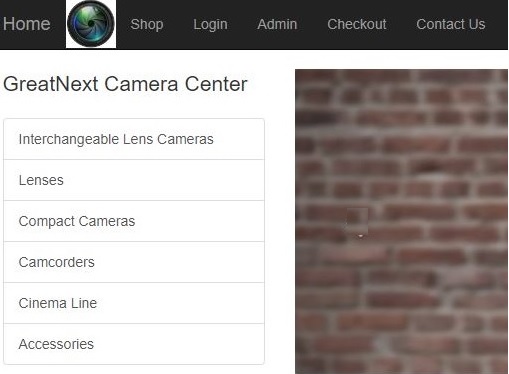 Home Shop Login Admin Checkout Contact Us
GreatNext Camera Center
Interchangeable Lens Cameras
Lenses
Compact Cameras
Camcorders
Cinema Line
Accessories